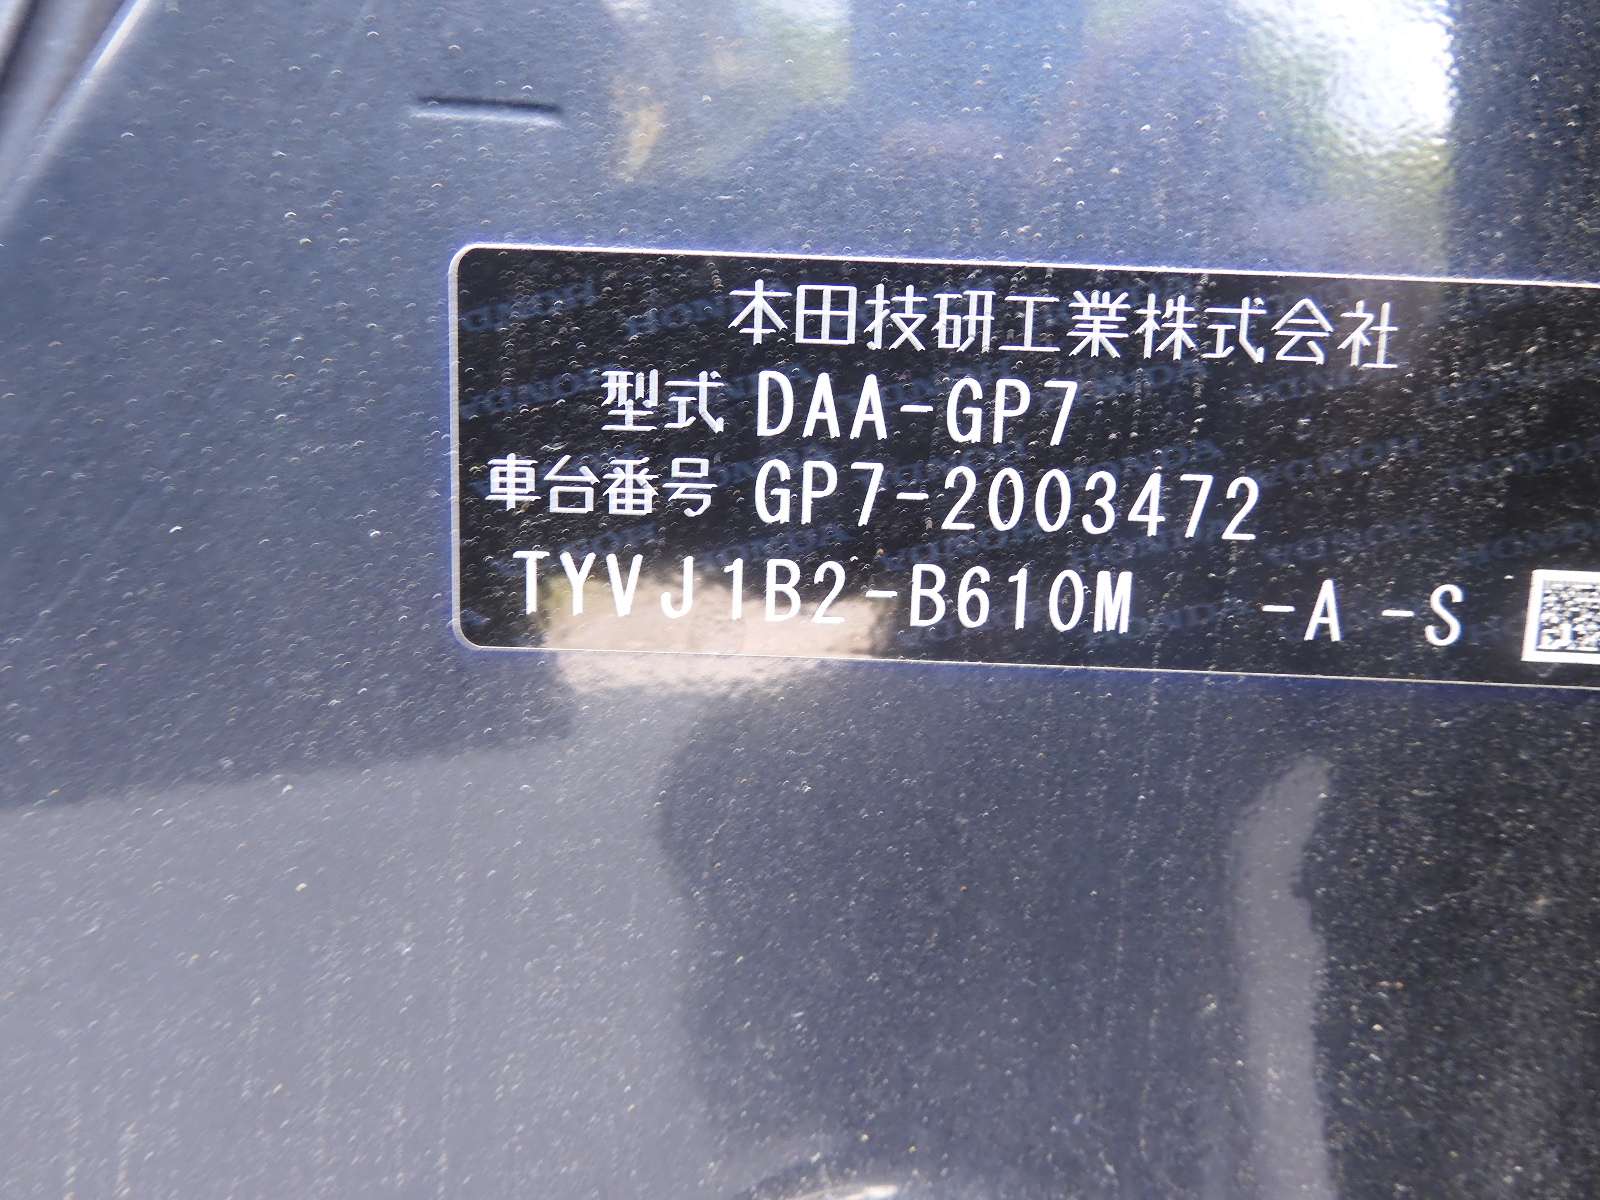 本田技研工業株式会社
型式 DAA-GP7
車台番号 GP7-2003472
TYVJ1B2-B610M -A -S